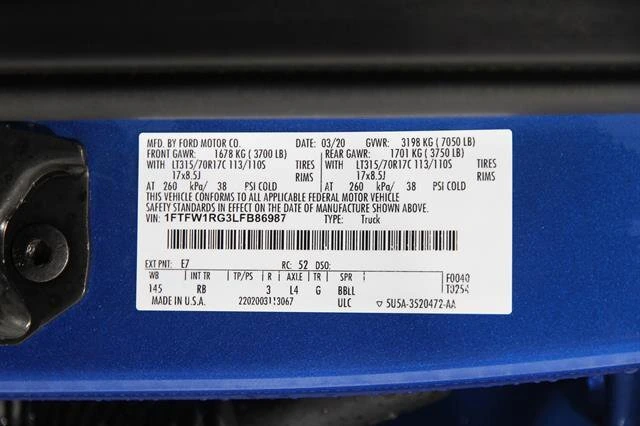 MFD. BY FORD MOTOR CO. 03/20 GVWR: 3198 KG ( 7050 LB)
FRONT GAWR: 1678 KG ( 3700 LB) REAR GAWR: 1701 KG ( 3750 LB)
WITH LT315/70R17C 113/110S TIRES WITH LT315/70R17C 113/110S TIRES
17x8.5J RIMS 17x8.5J RIMS
AT 260 kPa/ 38 PSI COLD AT 260 kPa/ 38 PSI COLD
THIS VEHICLE CONFORMS TO ALL APPLICABLE FEDERAL MOTOR VEHICLE
SAFETY STANDARDS IN EFFECT ON THE DATE OF MANUFACTURE SHOWN ABOVE.
VIN: 1FTFW1RG3LFB86987 TYPE: Truck
EXT PNT: E7 RC: 52 DSO:
WB INT TR TP/PS R AXLE TR SPR F0040
145 RB 3 L4 G BBLL T0254
MADE IN U.S.A. 2202003113067 ULC ▽ 5U5A-3520472-AA